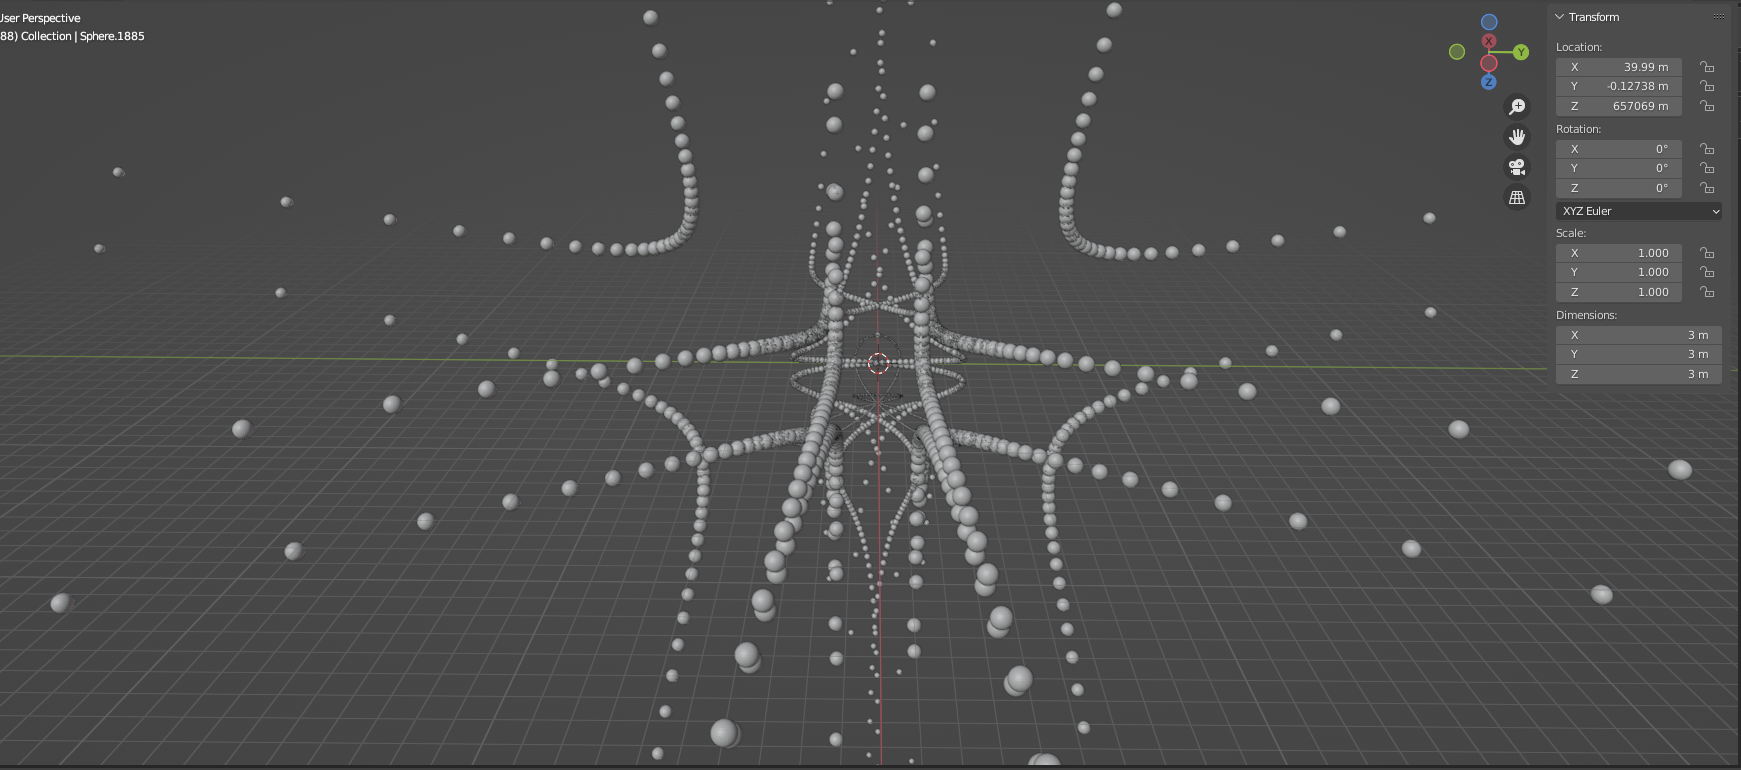 User Perspective
88) Collection | Sphere.1885
X
Y
Z
Transform
Location:
X 39.99 m
Y -0.12738 m
Z 657069 m
Rotation:
X 0°
Y 0°
Z 0°
XYZ Euler
Scale:
X 1.000
Y 1.000
Z 1.000
Dimensions:
X 3 m
Y 3 m
Z 3 m